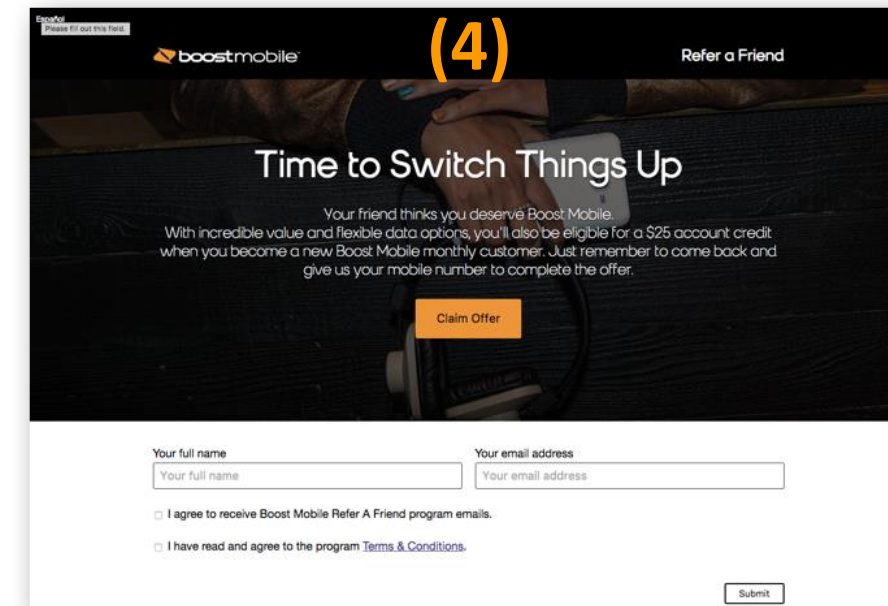 Español
Please fill out this field.
boostmobile
(4)
Refer a Friend
Time to Switch Things Up
Your friend thinks you deserve Boost Mobile.
With incredible value and flexible data options, you'll also be eligible for a $25 account credit
when you become a new Boost Mobile monthly customer. Just remember to come back and
give us your mobile number to complete the offer.
Claim Offer
Your full name Your email address
Your full name Your email address
I agree to receive Boost Mobile Refer A Friend program emails.
I have read and agree to the program Terms & Conditions.
Submit